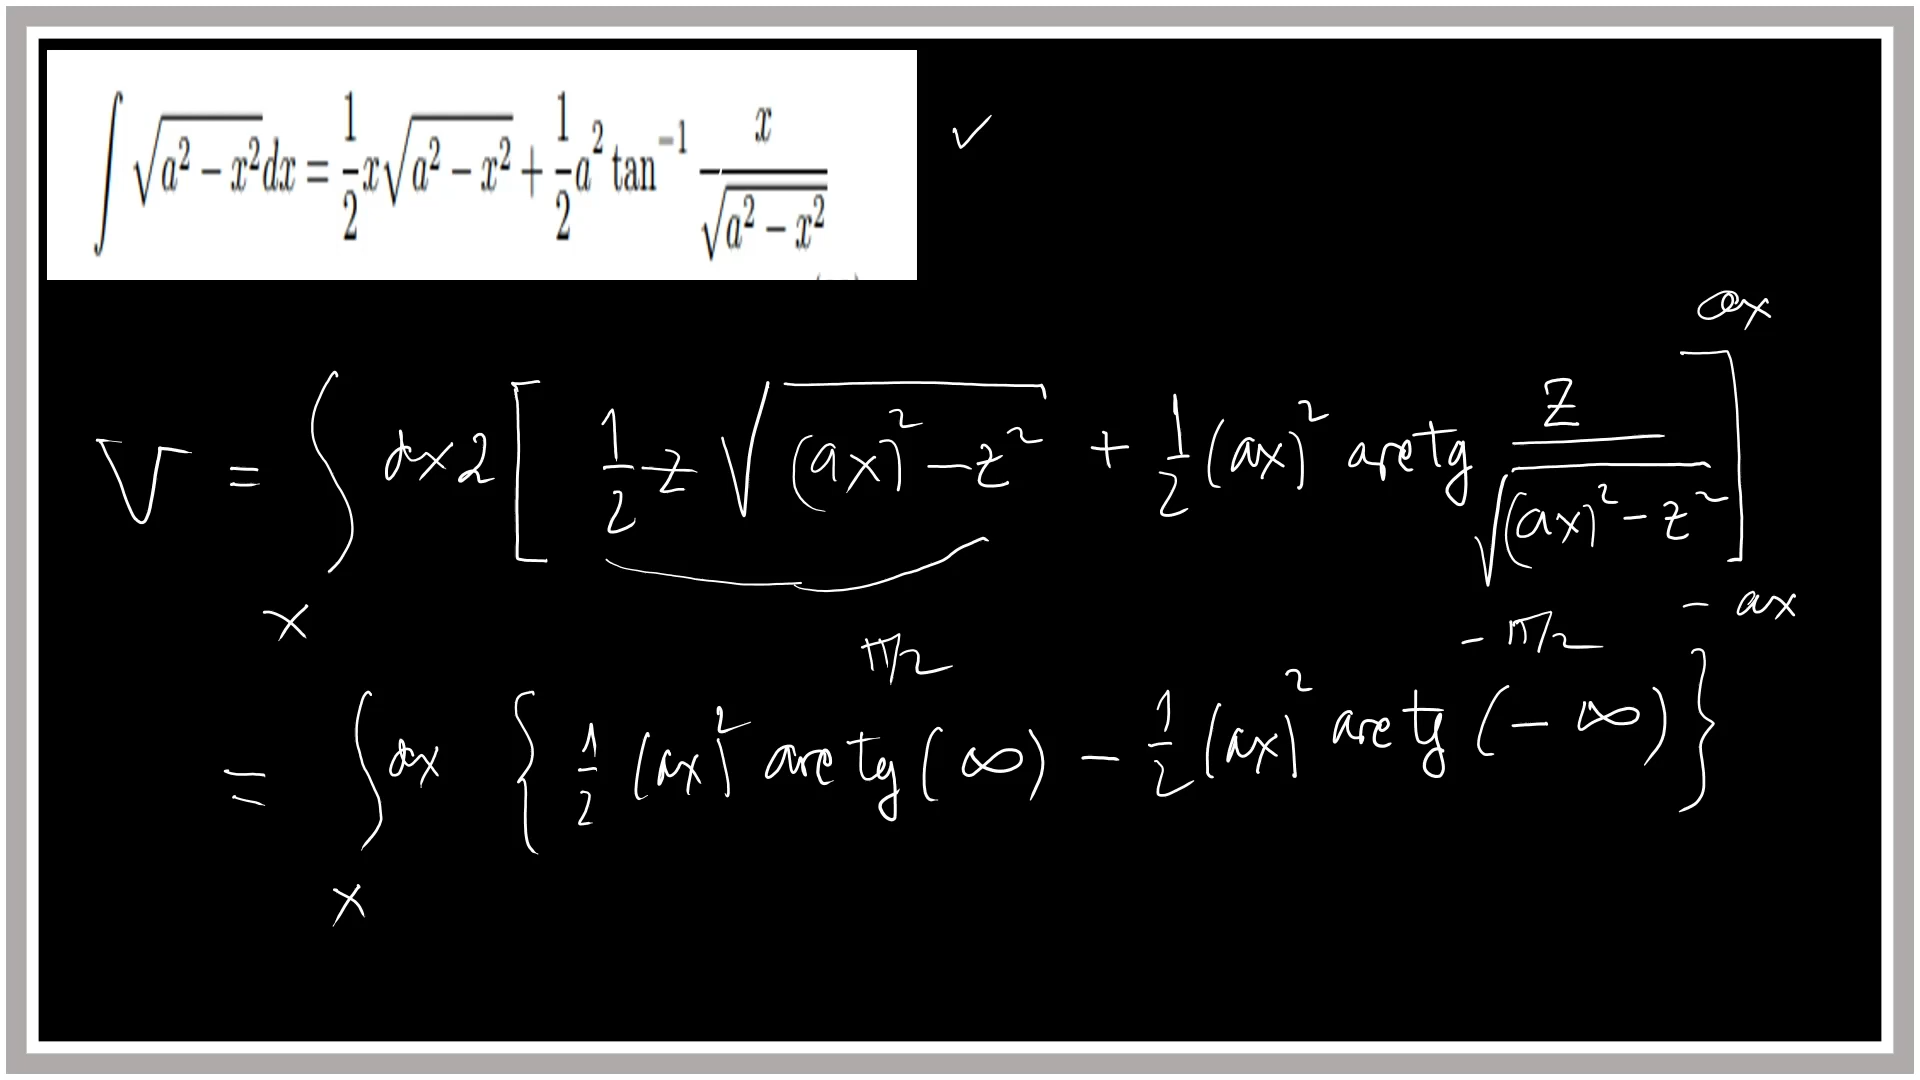 ∫ √(a² − x²) dx = 1/2 x √(a² − x²) + 1/2 a² tan⁻¹ x/√(a² − x²) ✓
V = ∫ₓ dx 2 [ 1/2 z √((ax)² − z²) + 1/2 (ax)² arctg z/√((ax)² − z²) ] ax − ax
π/2 − π/2
= ∫ₓ dx { 1/2 (ax)² arctg (∞) − 1/2 (ax)² arctg (− ∞) }